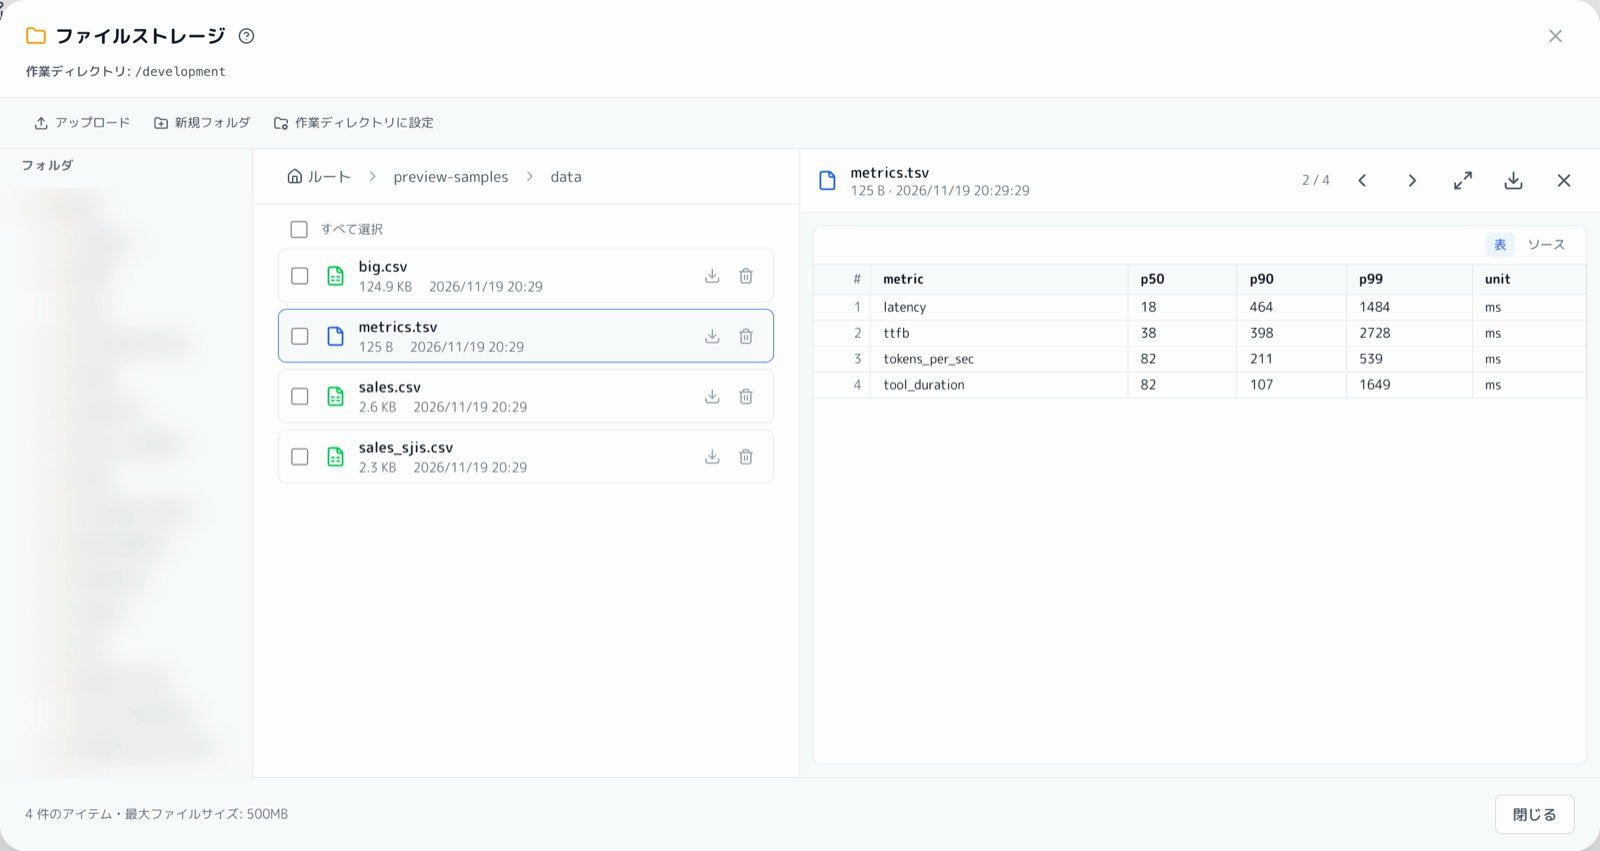 ファイルストレージ
作業ディレクトリ: /development
アップロード 新規フォルダ 作業ディレクトリに設定
フォルダ
ルート preview-samples data
すべて選択
big.csv
124.9 KB 2026/11/19 20:29
metrics.tsv
125 B 2026/11/19 20:29
sales.csv
2.6 KB 2026/11/19 20:29
sales_sjis.csv
2.3 KB 2026/11/19 20:29
metrics.tsv
125 B · 2026/11/19 20:29:29
2 / 4
表 ソース
# metric p50 p90 p99 unit
1 latency 18 464 1484 ms
2 ttfb 38 398 2728 ms
3 tokens_per_sec 82 211 539 ms
4 tool_duration 82 107 1649 ms
4 件のアイテム・最大ファイルサイズ: 500MB
閉じる